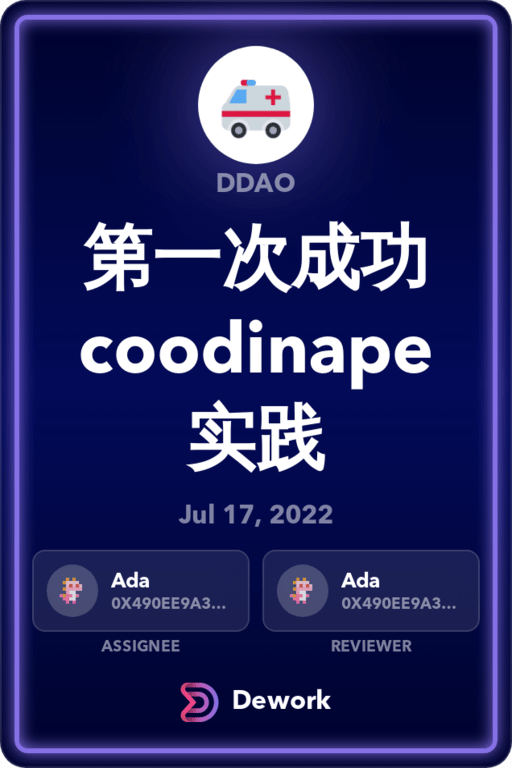 DDAO
第一次成功
coodinape
实践
Jul 17, 2022
Ada
0X490EE9A3...
ASSIGNEE
Ada
0X490EE9A3...
REVIEWER
Dework